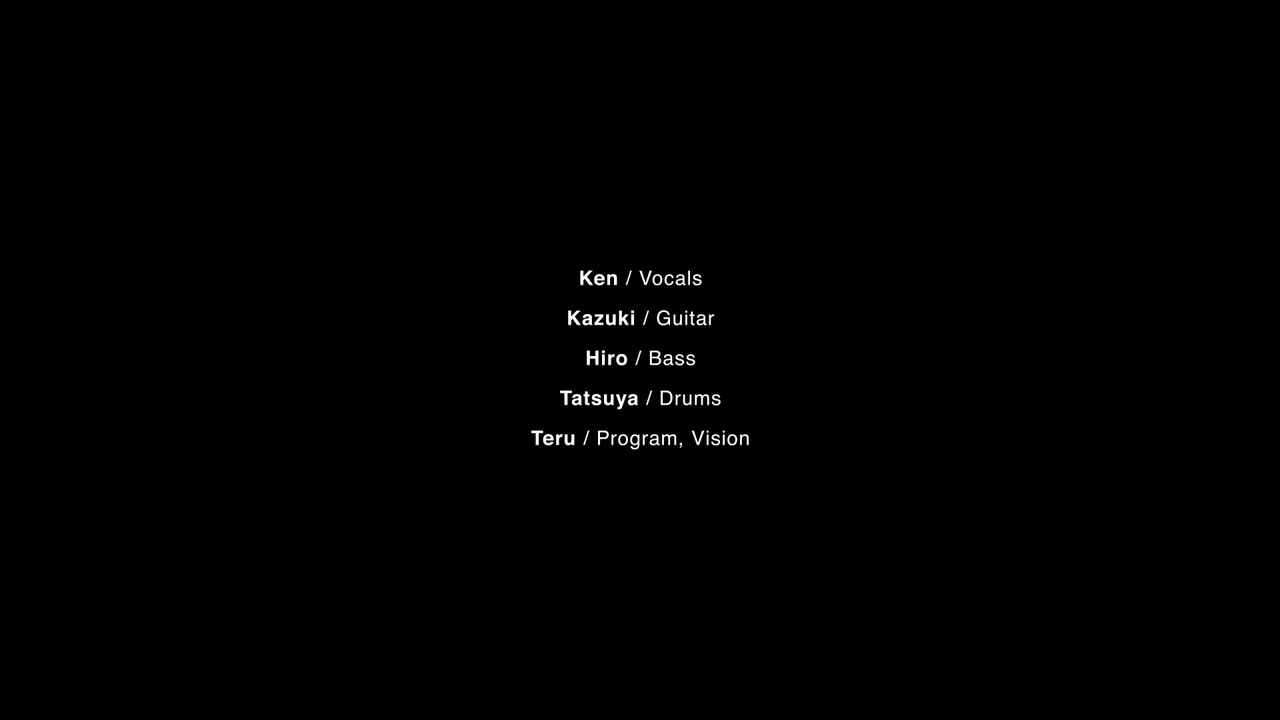 Ken / Vocals
Kazuki / Guitar
Hiro / Bass
Tatsuya / Drums
Teru / Program, Vision